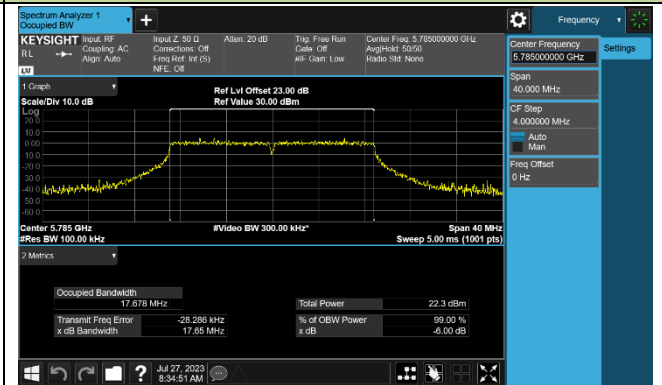 Spectrum Analyzer 1
Occupied BW
Frequency
KEYSIGHT
RL
LXI
Input: RF
Coupling: AC
Align: Auto
Input Z: 50 Ω
Corrections: Off
Freq Ref: Int (S)
NFE: Off
Atten: 20 dB
Trig: Free Run
Gate: Off
#IF Gain: Low
Center Freq: 5.785000000 GHz
Avg|Hold: 50/50
Radio Std: None
Center Frequency
5.785000000 GHz
Settings
Span
40.000 MHz
CF Step
4.000000 MHz
Auto
Man
Freq Offset
0 Hz
1 Graph
Scale/Div 10.0 dB
Ref Lvl Offset 23.00 dB
Ref Value 30.00 dBm
Log
20.0
10.0
0.00
-10.0
-20.0
-30.0
-40.0
-50.0
-60.0
Center 5.785 GHz
#Video BW 300.00 kHz*
Span 40 MHz
#Res BW 100.00 kHz
Sweep 5.00 ms (1001 pts)
2 Metrics
Occupied Bandwidth
17.678 MHz
Total Power
22.3 dBm
Transmit Freq Error
-28.286 kHz
% of OBW Power
99.00 %
x dB Bandwidth
17.65 MHz
x dB
-6.00 dB
Jul 27, 2023
8:34:51 AM